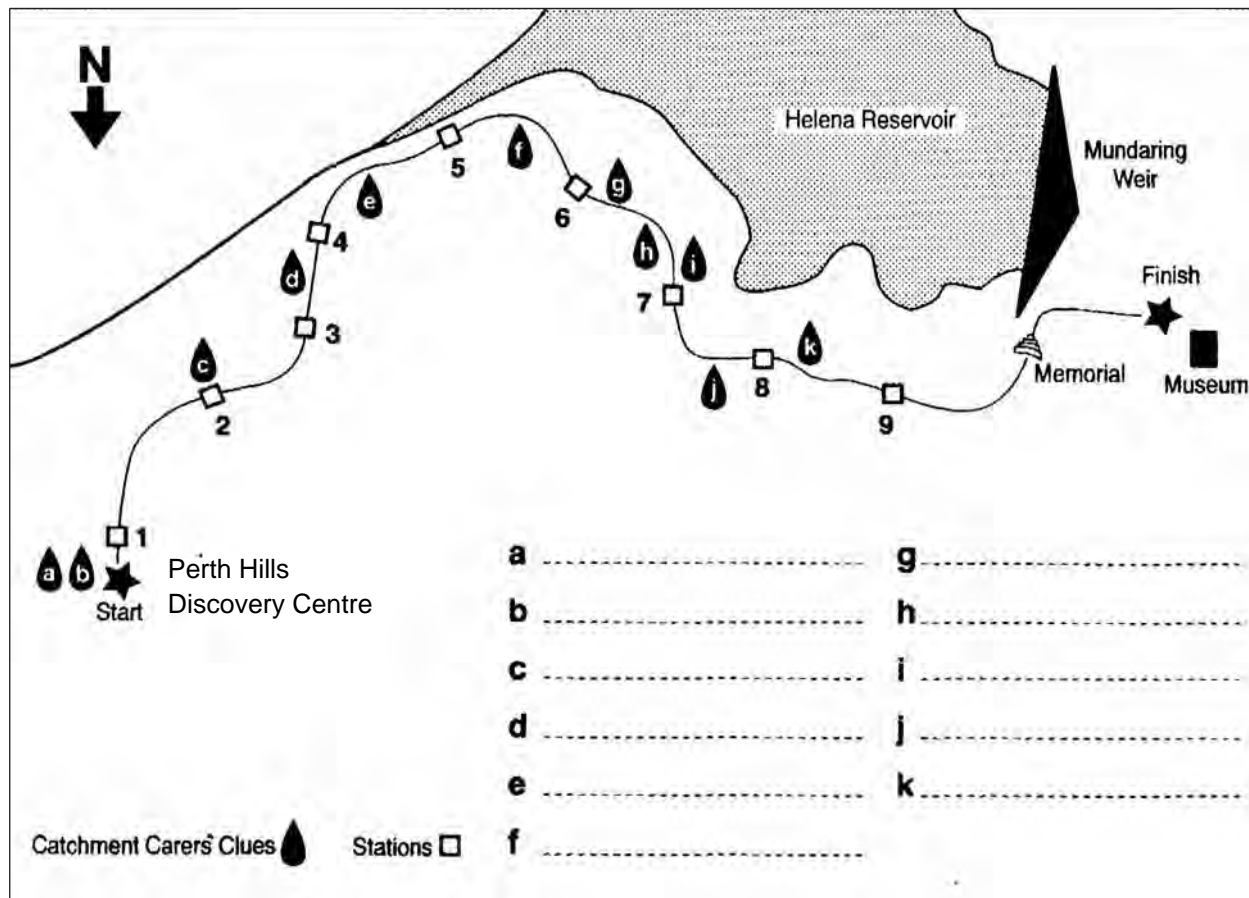 N
Helena Reservoir
Mundaring
Weir
Finish
Museum
Memorial
5
f
e
6
g
4
h
i
d
7
3
c
k
2
j
8
9
1
a
b
Start
Perth Hills
Discovery Centre
a
b
c
d
e
f
g
h
i
j
k
Catchment Carers' Clues
Stations